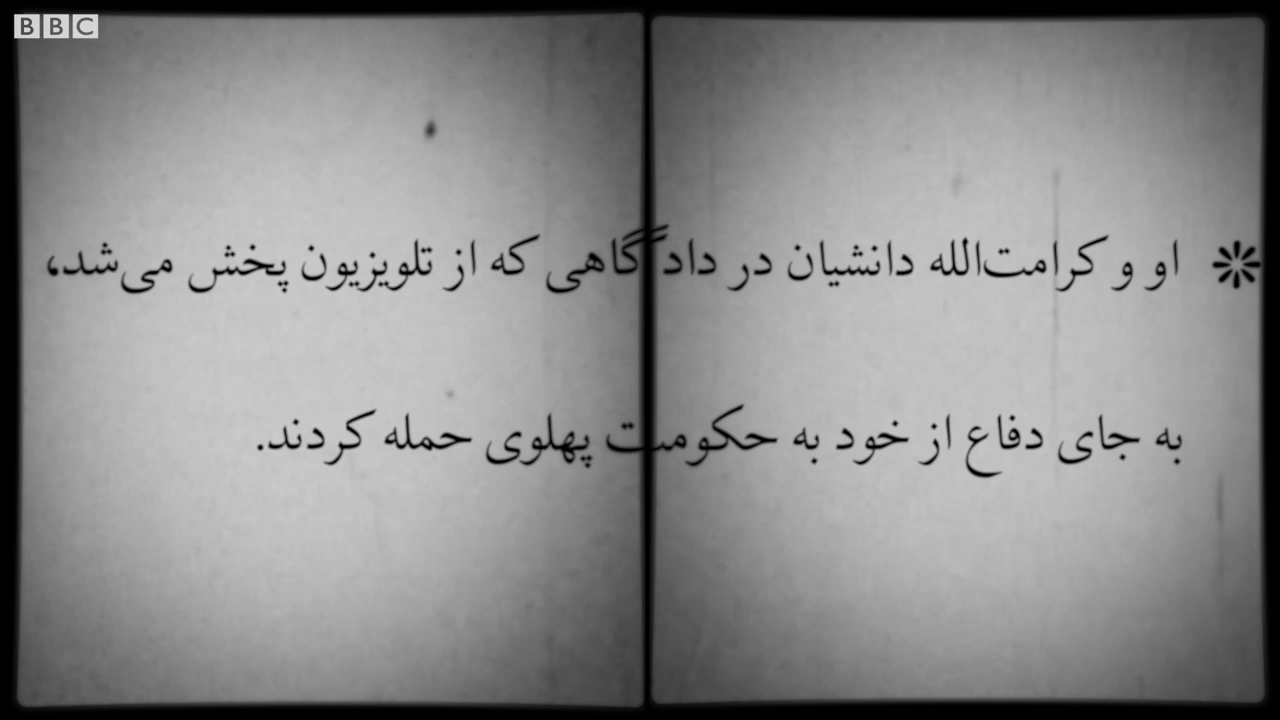 BBC
* او و کرامت‌الله دانشیان در دادگاهی که از تلویزیون پخش می‌شد،
به جای دفاع از خود به حکومت پهلوی حمله کردند.